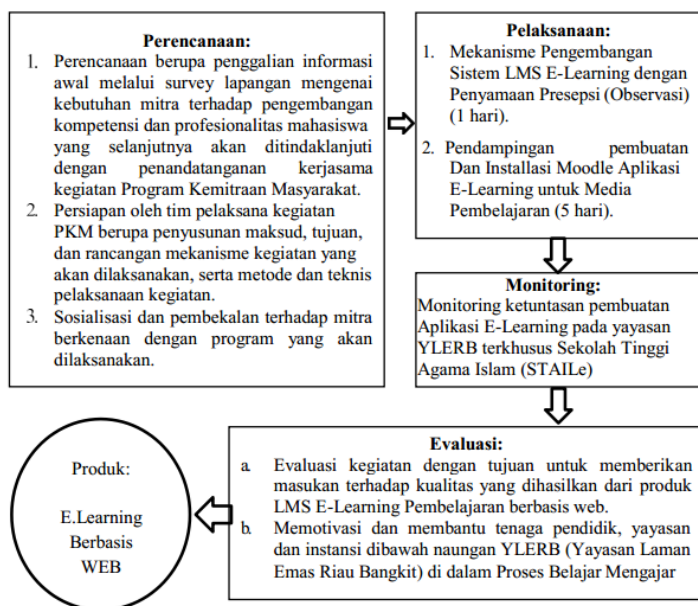 Perencanaan:
1. Perencanaan berupa penggalian informasi
awal melalui survey lapangan mengenai
kebutuhan mitra terhadap pengembangan
kompetensi dan profesionalitas mahasiswa
yang selanjutnya akan ditindaklanjuti
dengan penandatanganan kerjasama
kegiatan Program Kemitraan Masyarakat.
2. Persiapan oleh tim pelaksana kegiatan
PKM berupa penyusunan maksud, tujuan,
dan rancangan mekanisme kegiatan yang
akan dilaksanakan, serta metode dan teknis
pelaksanaan kegiatan.
3. Sosialisasi dan pembekalan terhadap mitra
berkenaan dengan program yang akan
dilaksanakan.
Pelaksanaan:
1. Mekanisme Pengembangan
Sistem LMS E-Learning dengan
Penyamaan Presepsi (Observasi)
(1 hari).
2. Pendampingan pembuatan
Dan Installasi Moodle Aplikasi
E-Learning untuk Media
Pembelajaran (5 hari).
Monitoring:
Monitoring ketuntasan pembuatan
Aplikasi E-Learning pada yayasan
YLERB terkhusus Sekolah Tinggi
Agama Islam (STAILe)
Evaluasi:
a. Evaluasi kegiatan dengan tujuan untuk memberikan
masukan terhadap kualitas yang dihasilkan dari produk
LMS E-Learning Pembelajaran berbasis web.
b. Memotivasi dan membantu tenaga pendidik, yayasan
dan instansi dibawah naungan YLERB (Yayasan Laman
Emas Riau Bangkit) di dalam Proses Belajar Mengajar
Produk:
E.Learning
Berbasis
WEB